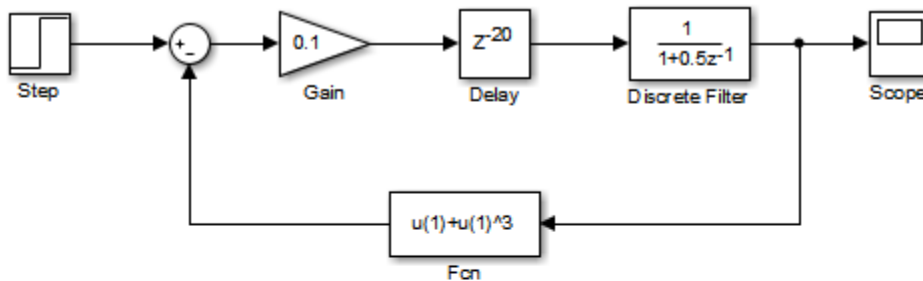 +
−
0.1
Z-20
1
1+0.5z-1
Step
Gain
Delay
Discrete Filter
Scope
u(1)+u(1)^3
Fcn